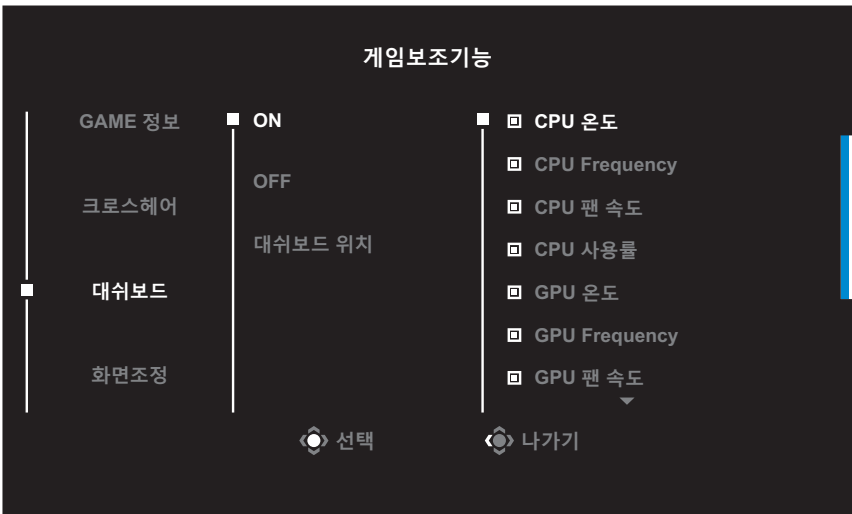 게임보조기능
GAME 정보
크로스헤어
대쉬보드
화면조정
ON
OFF
대쉬보드 위치
CPU 온도
CPU Frequency
CPU 팬 속도
CPU 사용률
GPU 온도
GPU Frequency
GPU 팬 속도
선택
나가기